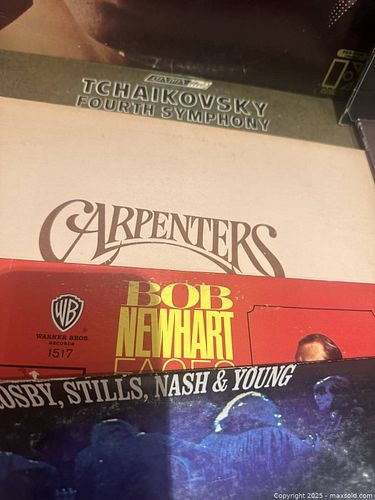 TCHAIKOVSKY
FOURTH SYMPHONY
CARPENTERS
WB
WARNER BROS.
RECORDS
1517
BOB
NEWHART
FACES
OSBY, STILLS, NASH & YOUNG
Copyright 2025 - maxsold.com